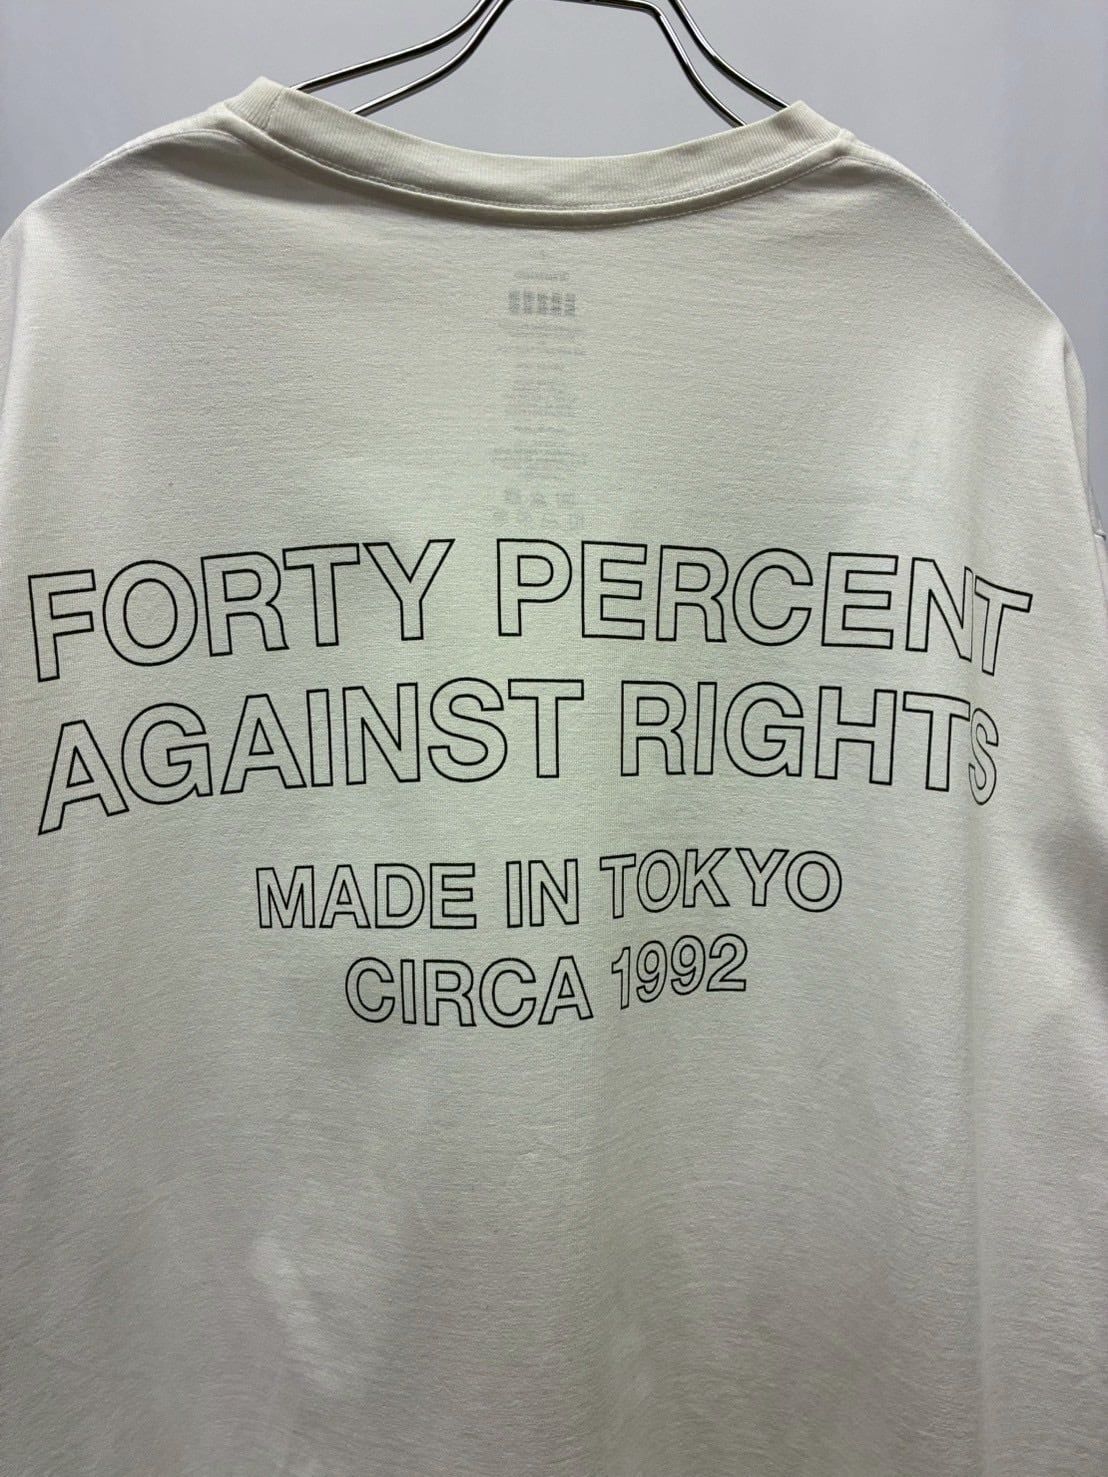 FORTY PERCENT
AGAINST RIGHTS
MADE IN TOKYO
CIRCA 1992